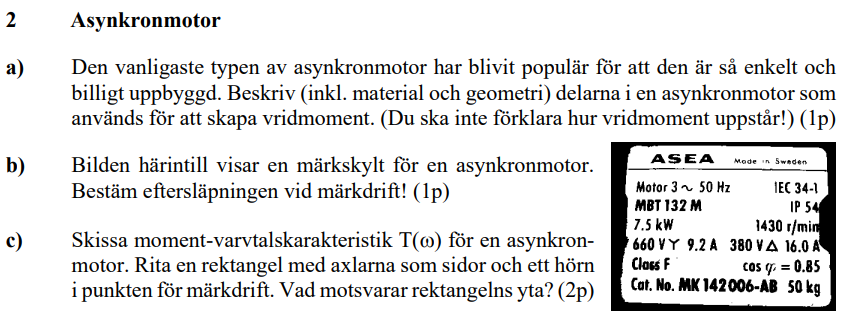 2 Asynkronmotor
a) Den vanligaste typen av asynkronmotor har blivit populär för att den är så enkelt och
billigt uppbyggd. Beskriv (inkl. material och geometri) delarna i en asynkronmotor som
används för att skapa vridmoment. (Du ska inte förklara hur vridmoment uppstår!) (1p)
b) Bilden härintill visar en märkskylt för en asynkronmotor.
Bestäm eftersläpningen vid märkdrift! (1p)
c) Skissa moment-varvtalskarakteristik T(ω) för en asynkron-
motor. Rita en rektangel med axlarna som sidor och ett hörn
i punkten för märkdrift. Vad motsvarar rektangelns yta? (2p)
ASEA Made in Sweden
Motor 3 ~ 50 Hz IEC 34-1
MBT 132 M IP 54
7.5 kW 1430 r/min
660 V Y 9.2 A 380 V Δ 16.0 A
Class F cos φ = 0.85
Cat. No. MK 142006-AB 50 kg